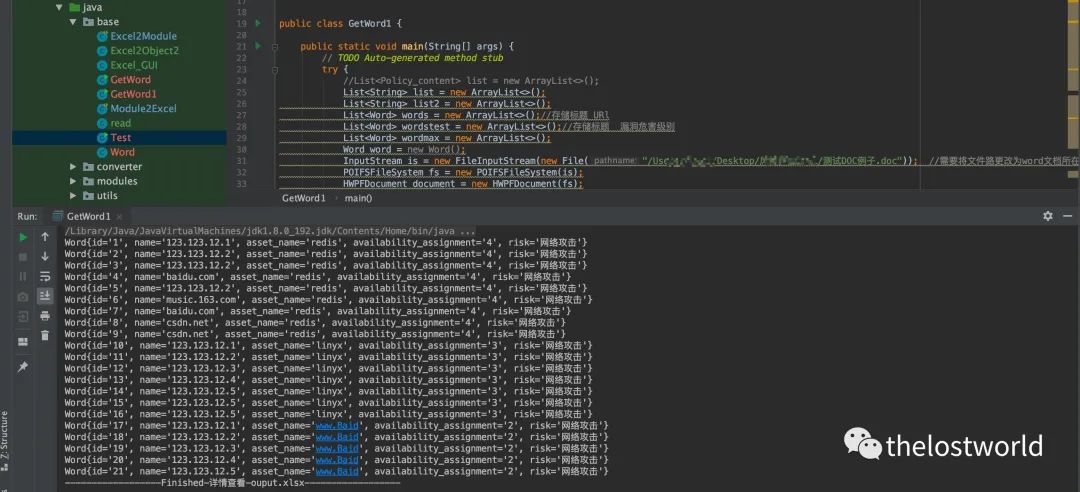 java
base
Excel2Module
Excel2Object2
Excel_GUI
GetWord
GetWord1
Module2Excel
read
Test
Word
converter
modules
utils
18
19 public class GetWord1 {
20
21 public static void main(String[] args) {
22 // TODO Auto-generated method stub
23 try {
24 //List<Policy_content> list = new ArrayList<>();
25 List<String> list = new ArrayList<>();
26 List<String> list2 = new ArrayList<>();
27 List<Word> words = new ArrayList<>();//存储标题 URl
28 List<Word> wordstest = new ArrayList<>();//存储标题 漏洞危害级别
29 List<Word> wordmax = new ArrayList<>();
30 Word word = new Word();
31 InputStream is = new FileInputStream(new File( pathname: "/Use /Desktop/ /测试DOC例子.doc")); //需要将文件路更改为word文档所在
32 POIFSFileSystem fs = new POIFSFileSystem(is);
33 HWPFDocument document = new HWPFDocument(fs);
GetWord1 › main()
Run: GetWord1 ×
/Library/Java/JavaVirtualMachines/jdk1.8.0_192.jdk/Contents/Home/bin/java ...
Word{id='1', name='123.123.12.1', asset_name='redis', availability_assignment='4', risk='网络攻击'}
Word{id='2', name='123.123.12.2', asset_name='redis', availability_assignment='4', risk='网络攻击'}
Word{id='3', name='123.123.12.2', asset_name='redis', availability_assignment='4', risk='网络攻击'}
Word{id='4', name='baidu.com', asset_name='redis', availability_assignment='4', risk='网络攻击'}
Word{id='5', name='123.123.12.2', asset_name='redis', availability_assignment='4', risk='网络攻击'}
Word{id='6', name='music.163.com', asset_name='redis', availability_assignment='4', risk='网络攻击'}
Word{id='7', name='baidu.com', asset_name='redis', availability_assignment='4', risk='网络攻击'}
Word{id='8', name='csdn.net', asset_name='redis', availability_assignment='4', risk='网络攻击'}
Word{id='9', name='csdn.net', asset_name='redis', availability_assignment='4', risk='网络攻击'}
Word{id='10', name='123.123.12.1', asset_name='linyx', availability_assignment='3', risk='网络攻击'}
Word{id='11', name='123.123.12.2', asset_name='linyx', availability_assignment='3', risk='网络攻击'}
Word{id='12', name='123.123.12.3', asset_name='linyx', availability_assignment='3', risk='网络攻击'}
Word{id='13', name='123.123.12.4', asset_name='linyx', availability_assignment='3', risk='网络攻击'}
Word{id='14', name='123.123.12.5', asset_name='linyx', availability_assignment='3', risk='网络攻击'}
Word{id='15', name='123.123.12.5', asset_name='linyx', availability_assignment='3', risk='网络攻击'}
Word{id='16', name='123.123.12.5', asset_name='linyx', availability_assignment='3', risk='网络攻击'}
Word{id='17', name='123.123.12.1', asset_name='www.Baid', availability_assignment='2', risk='网络攻击'}
Word{id='18', name='123.123.12.2', asset_name='www.Baid', availability_assignment='2', risk='网络攻击'}
Word{id='19', name='123.123.12.3', asset_name='www.Baid', availability_assignment='2', risk='网络攻击'}
Word{id='20', name='123.123.12.4', asset_name='www.Baid', availability_assignment='2', risk='网络攻击'}
Word{id='21', name='123.123.12.5', asset_name='www.Baid', availability_assignment='2', risk='网络攻击'}
------------------Finished-详情查看-ouput.xlsx------------------
Z: Structure
thelostworld